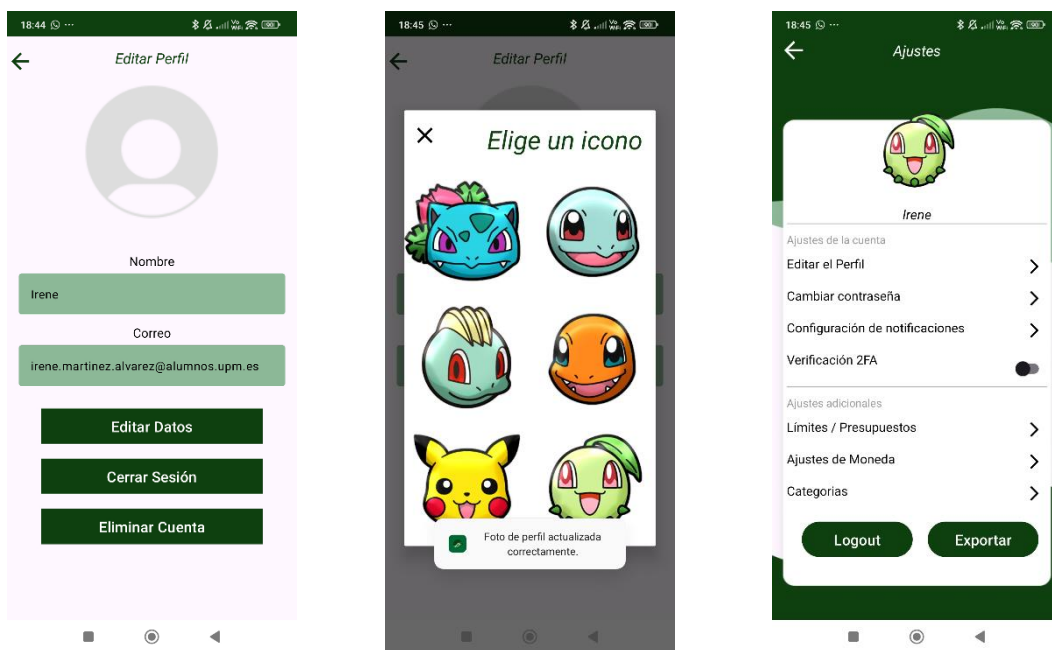 18:44
90
Editar Perfil
Nombre
Irene
Correo
irene.martinez.alvarez@alumnos.upm.es
Editar Datos
Cerrar Sesión
Eliminar Cuenta
18:45
90
Editar Perfil
Elige un icono
Foto de perfil actualizada
correctamente.
18:45
90
Ajustes
Irene
Ajustes de la cuenta
Editar el Perfil
Cambiar contraseña
Configuración de notificaciones
Verificación 2FA
Ajustes adicionales
Límites / Presupuestos
Ajustes de Moneda
Categorias
Logout
Exportar